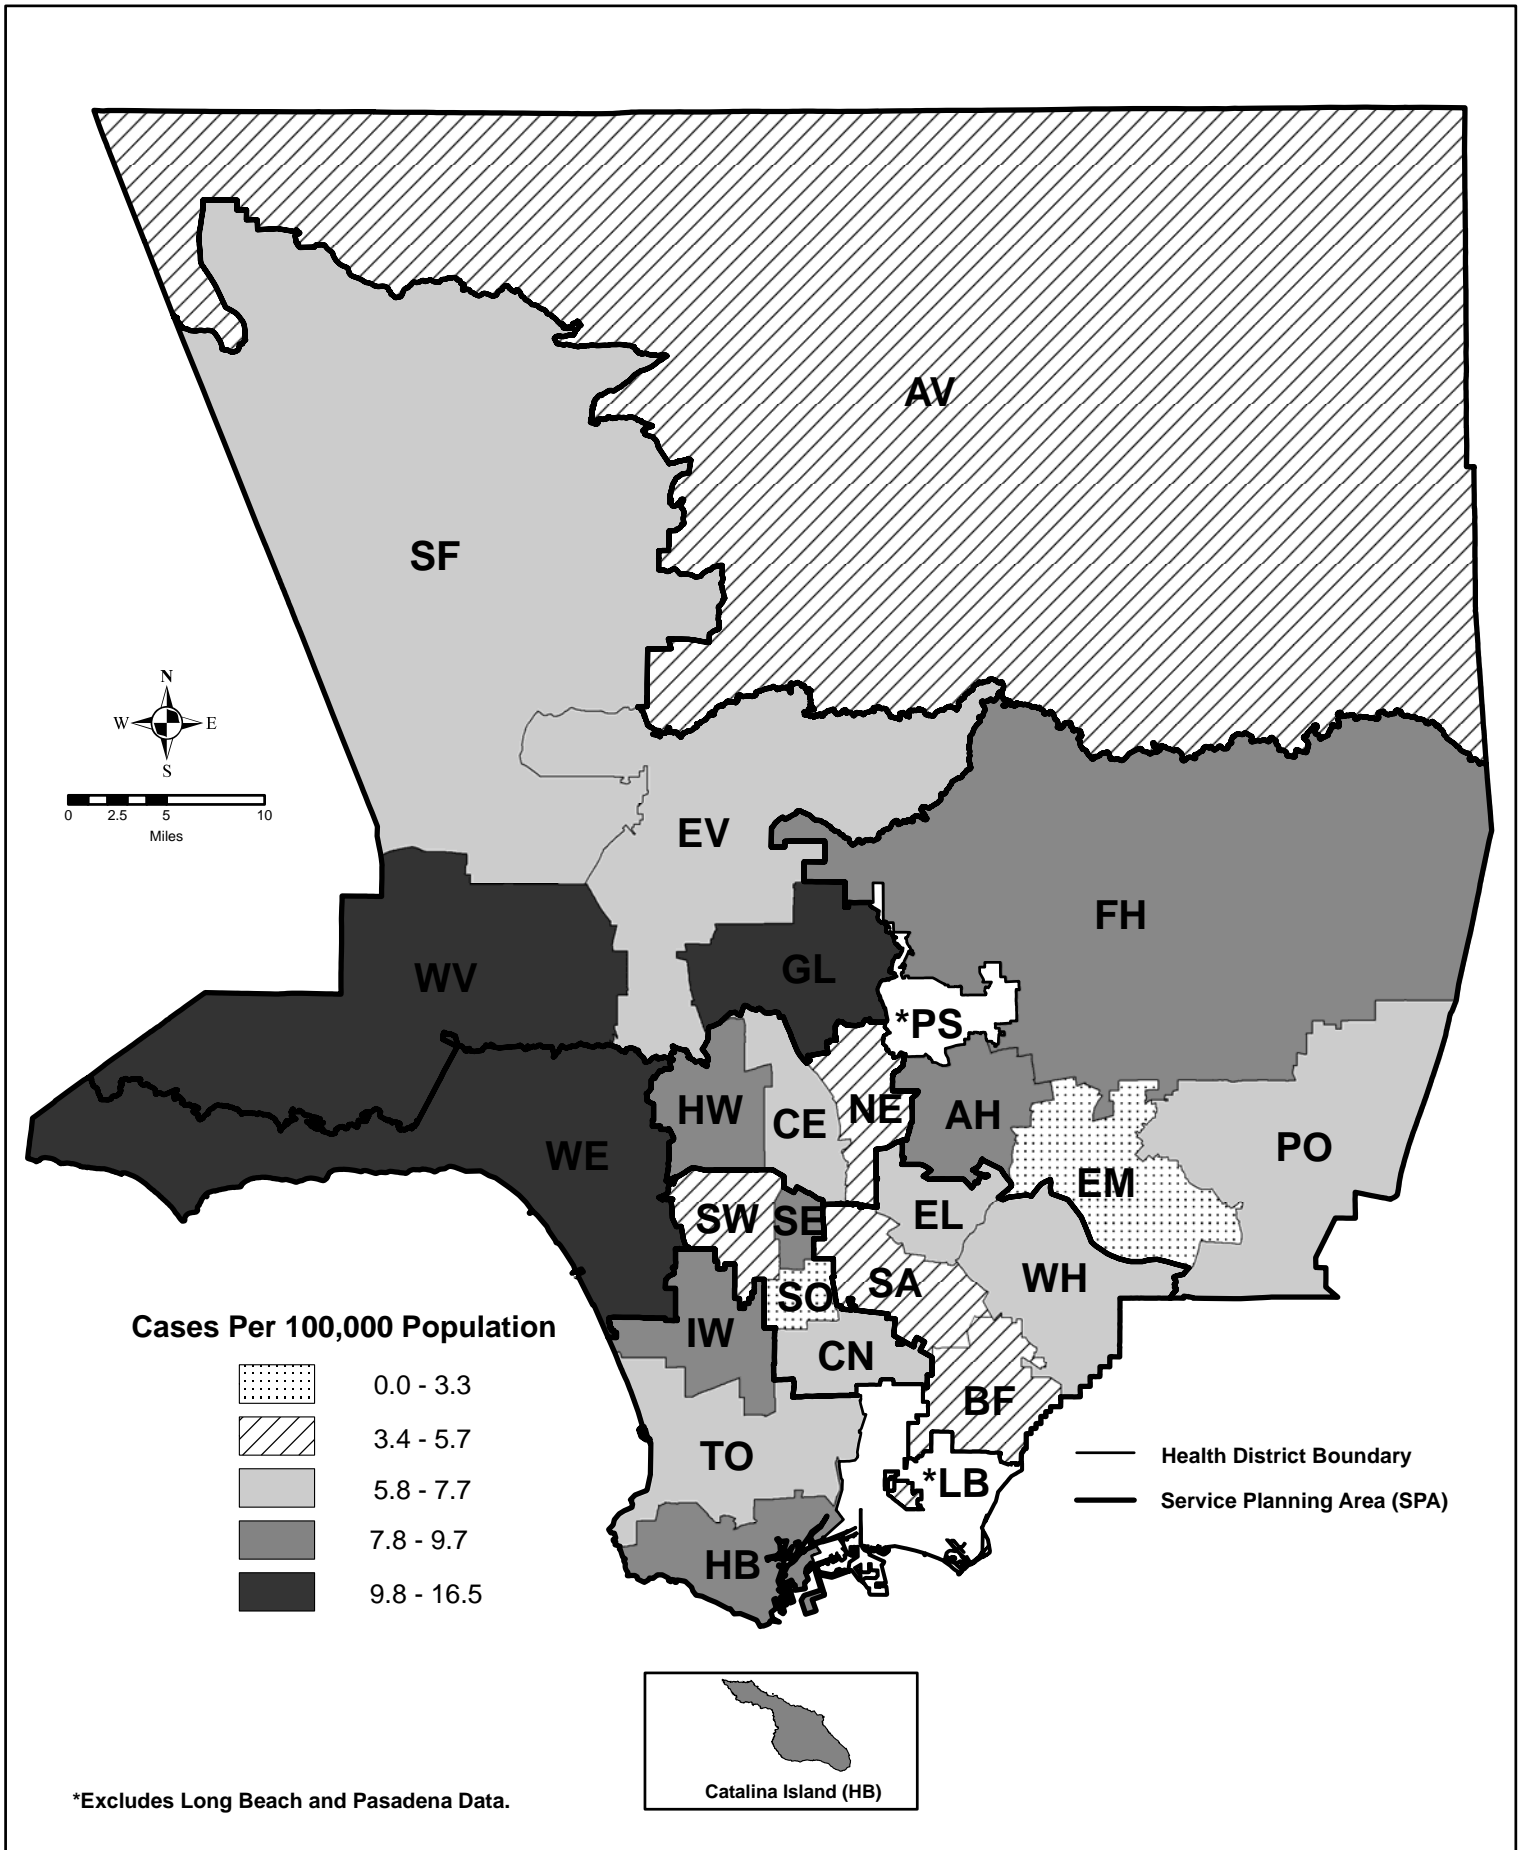 AV
SF
N
W E
S
0 2.5 5 10
Miles
EV
FH
WV
GL
*PS
HW
CE
NE
AH
PO
WE
EM
SW
SE
EL
SA
WH
SO
IW
CN
BF
TO
*LB
HB
Cases Per 100,000 Population
0.0 - 3.3
3.4 - 5.7
5.8 - 7.7
7.8 - 9.7
9.8 - 16.5
Health District Boundary
Service Planning Area (SPA)
Catalina Island (HB)
*Excludes Long Beach and Pasadena Data.